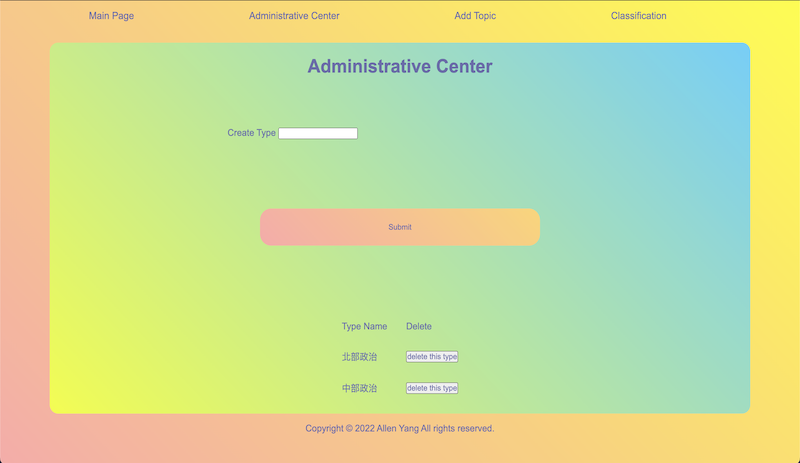 Main Page Administrative Center Add Topic Classification
Administrative Center
Create Type
Submit
Type Name Delete
北部政治 delete this type
中部政治 delete this type
Copyright © 2022 Allen Yang All rights reserved.